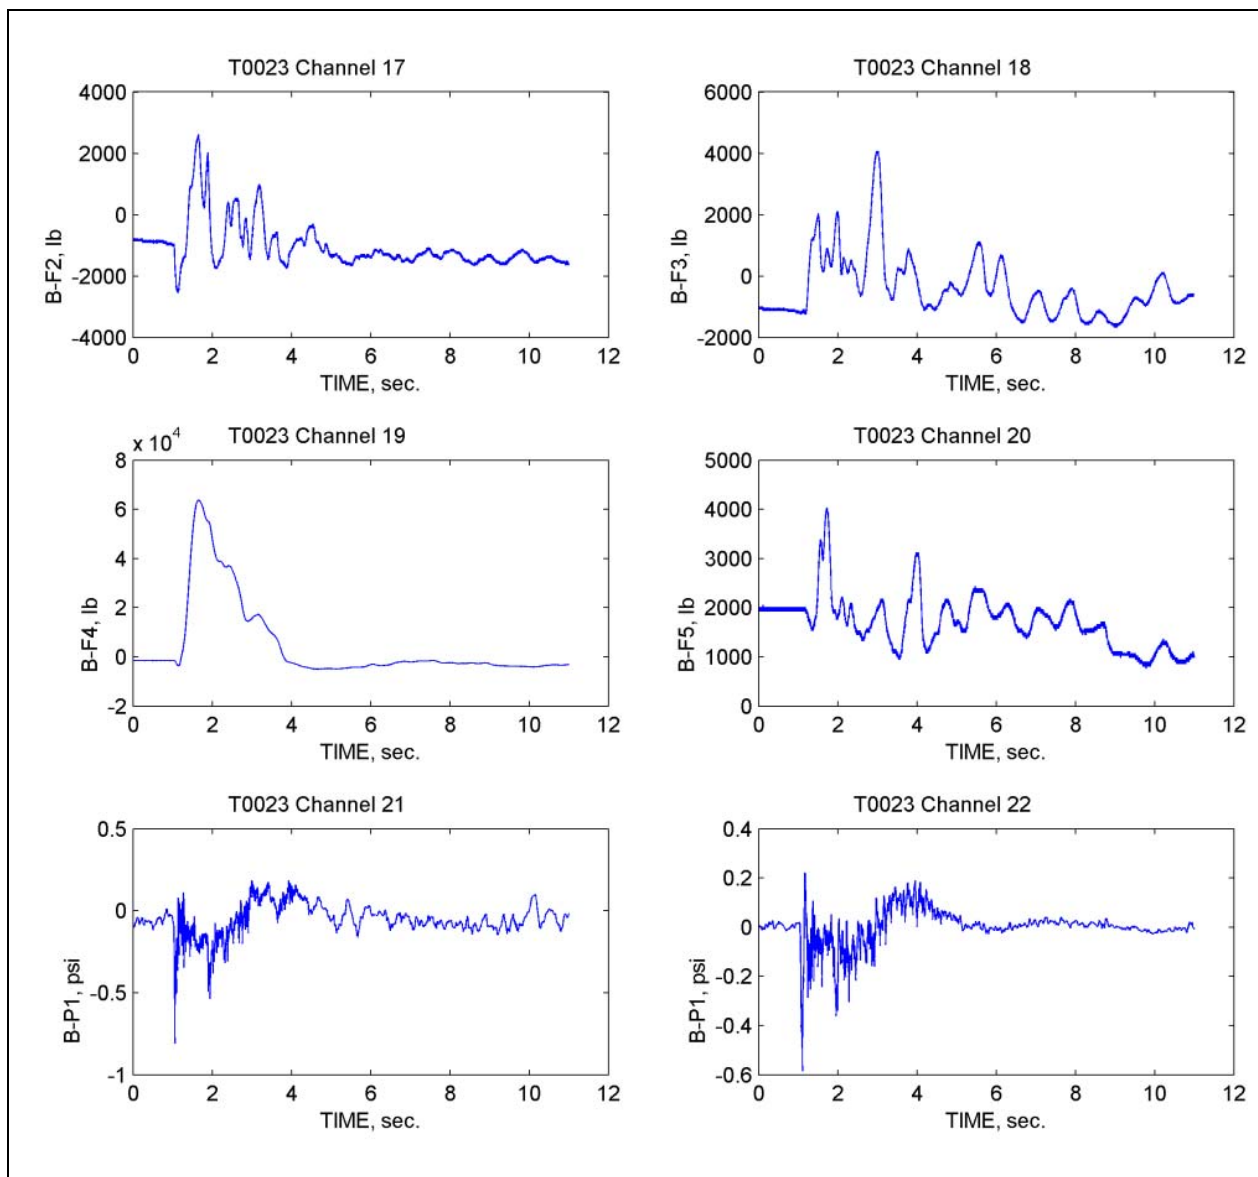 T0023 Channel 17
4000
2000
0
-2000
-4000
B-F2, lb
0 2 4 6 8 10 12
TIME, sec.
T0023 Channel 18
6000
4000
2000
0
-2000
B-F3, lb
0 2 4 6 8 10 12
TIME, sec.
T0023 Channel 19
x 10^4
8
6
4
2
0
-2
B-F4, lb
0 2 4 6 8 10 12
TIME, sec.
T0023 Channel 20
5000
4000
3000
2000
1000
0
B-F5, lb
0 2 4 6 8 10 12
TIME, sec.
T0023 Channel 21
0.5
0
-0.5
-1
B-P1, psi
0 2 4 6 8 10 12
TIME, sec.
T0023 Channel 22
0.4
0.2
0
-0.2
-0.4
-0.6
B-P1, psi
0 2 4 6 8 10 12
TIME, sec.